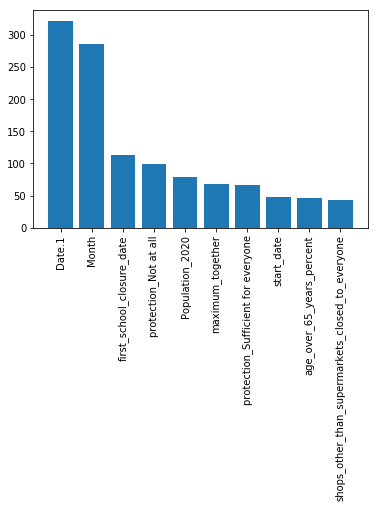 300
250
200
150
100
50
0
Date.1
Month
first_school_closure_date
protection_Not at all
Population_2020
maximum_together
protection_Sufficient for everyone
start_date
age_over_65_years_percent
shops_other_than_supermarkets_closed_to_everyone